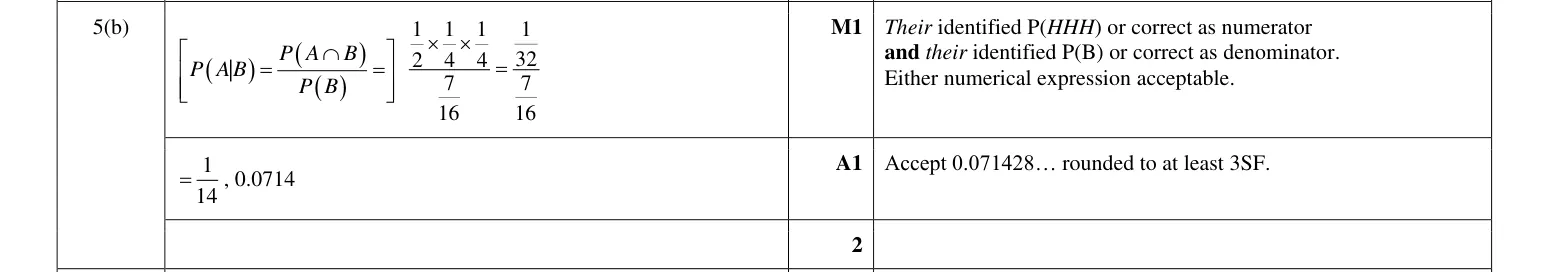 5(b)
[P(A|B) = P(A ∩ B) / P(B) =] (1/2 × 1/4 × 1/4) / (7/16) = (1/32) / (7/16)
M1
Their identified P(HHH) or correct as numerator
and their identified P(B) or correct as denominator.
Either numerical expression acceptable.
= 1/14 , 0.0714
A1
Accept 0.071428… rounded to at least 3SF.
2